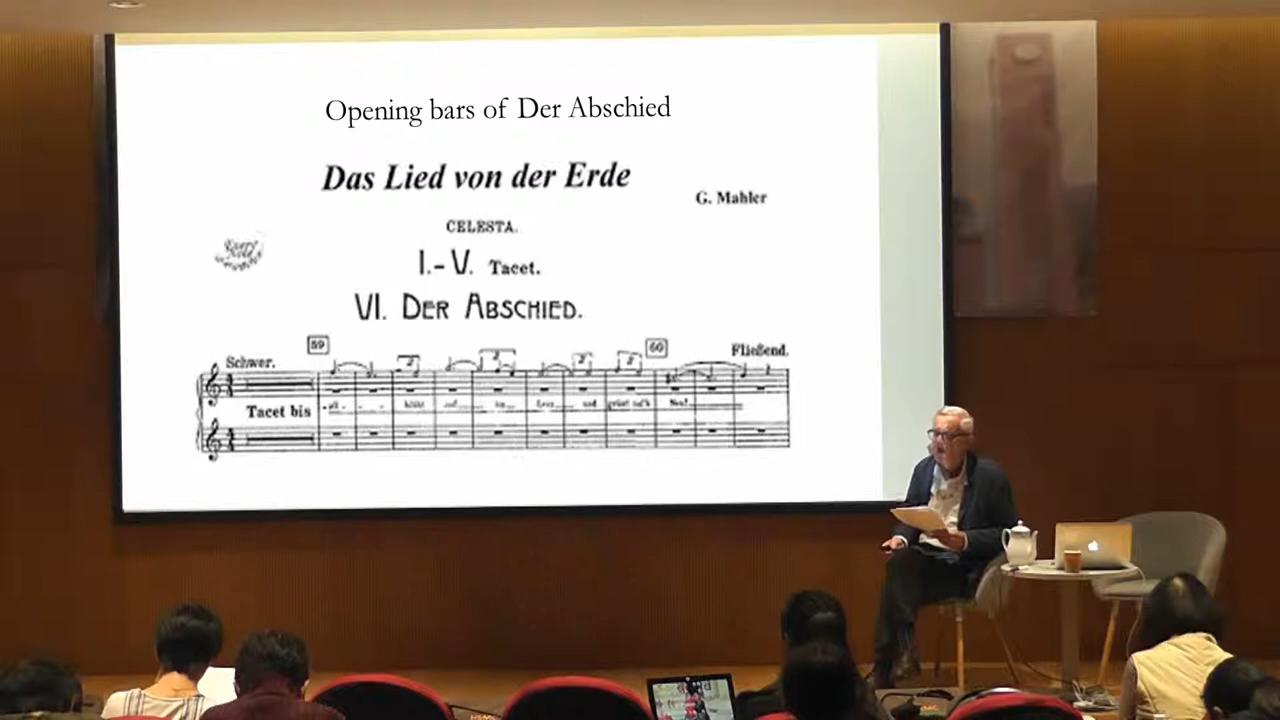 Opening bars of Der Abschied
Das Lied von der Erde
G. Mahler
CELESTA.
I.-V. Tacet.
VI. DER ABSCHIED.
59
60
Schwer.
Fließend.
Tacet bis